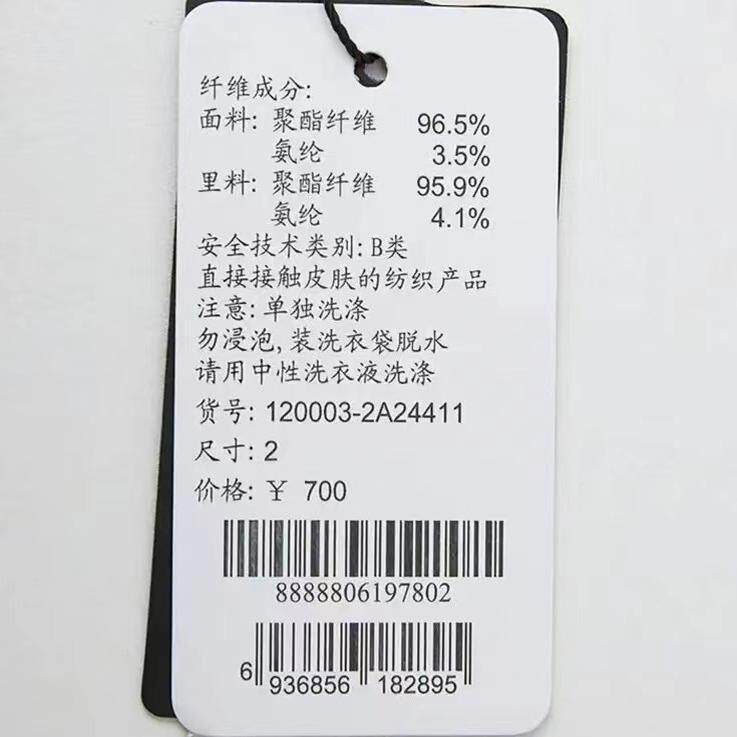 纤维成分:
面料: 聚酯纤维 96.5%
氨纶 3.5%
里料: 聚酯纤维 95.9%
氨纶 4.1%
安全技术类别: B类
直接接触皮肤的纺织产品
注意: 单独洗涤
勿浸泡, 装洗衣袋脱水
请用中性洗衣液洗涤
货号: 120003-2A24411
尺寸: 2
价格: ¥ 700
8888806197802
6 936856 182895